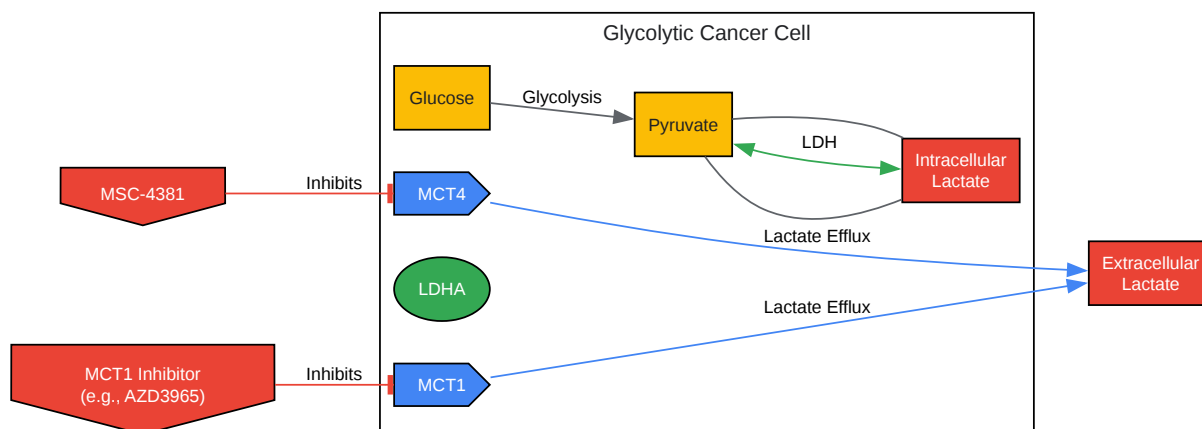 Glycolytic Cancer Cell
Glucose
Glycolysis
Pyruvate
LDH
Intracellular
Lactate
MSC-4381
Inhibits
MCT4
Lactate Efflux
Extracellular
Lactate
LDHA
Lactate Efflux
MCT1 Inhibitor
(e.g., AZD3965)
Inhibits
MCT1